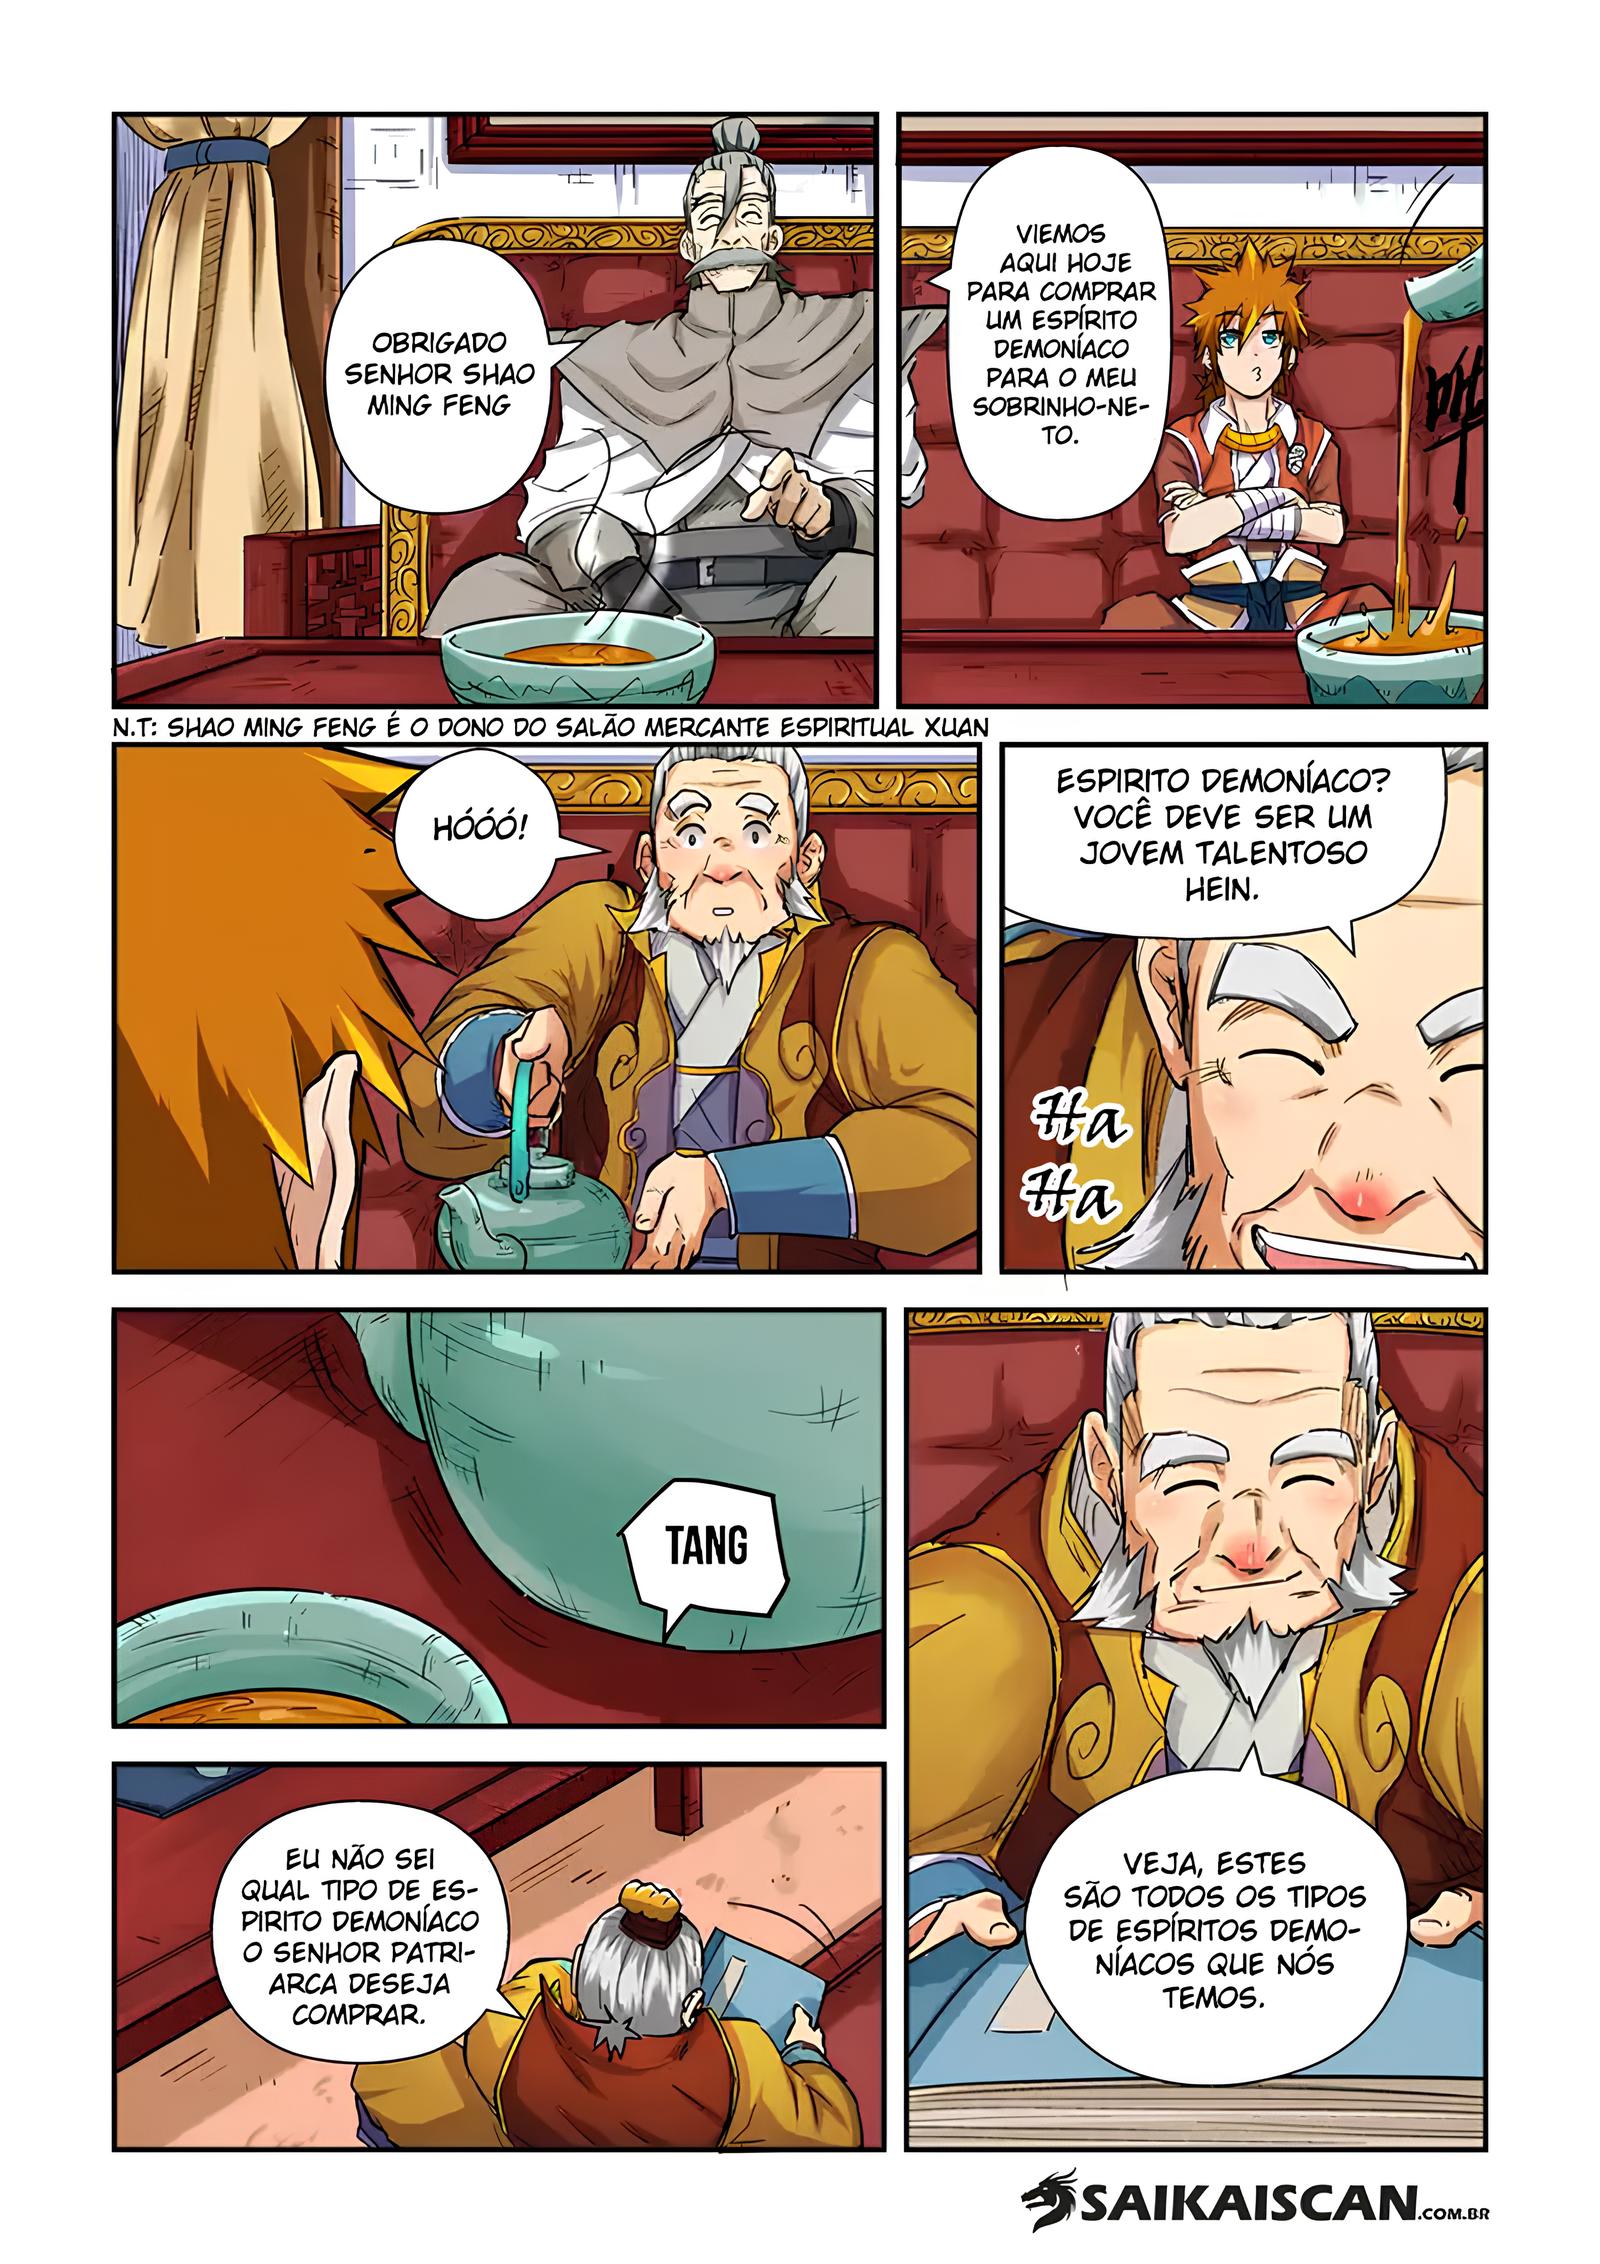 OBRIGADO
SENHOR SHAO
MING FENG
VIEMOS
AQUI HOJE
PARA COMPRAR
UM ESPÍRITO
DEMONÍACO
PARA O MEU
SOBRINHO-NE-
TO.
N.T: SHAO MING FENG É O DONO DO SALÃO MERCANTE ESPIRITUAL XUAN
HÓÓÓ!
ESPIRITO DEMONÍACO?
VOCÊ DEVE SER UM
JOVEM TALENTOSO
HEIN.
Ha
Ha
TANG
EU NÃO SEI
QUAL TIPO DE ES-
PIRITO DEMONÍACO
O SENHOR PATRI-
ARCA DESEJA
COMPRAR.
VEJA, ESTES
SÃO TODOS OS TIPOS
DE ESPÍRITOS DEMO-
NÍACOS QUE NÓS
TEMOS.
SAIKAISCAN.COM.BR